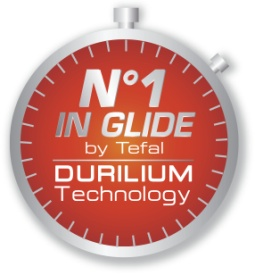 N°1
IN GLIDE
by Tefal
DURILIUM
Technology